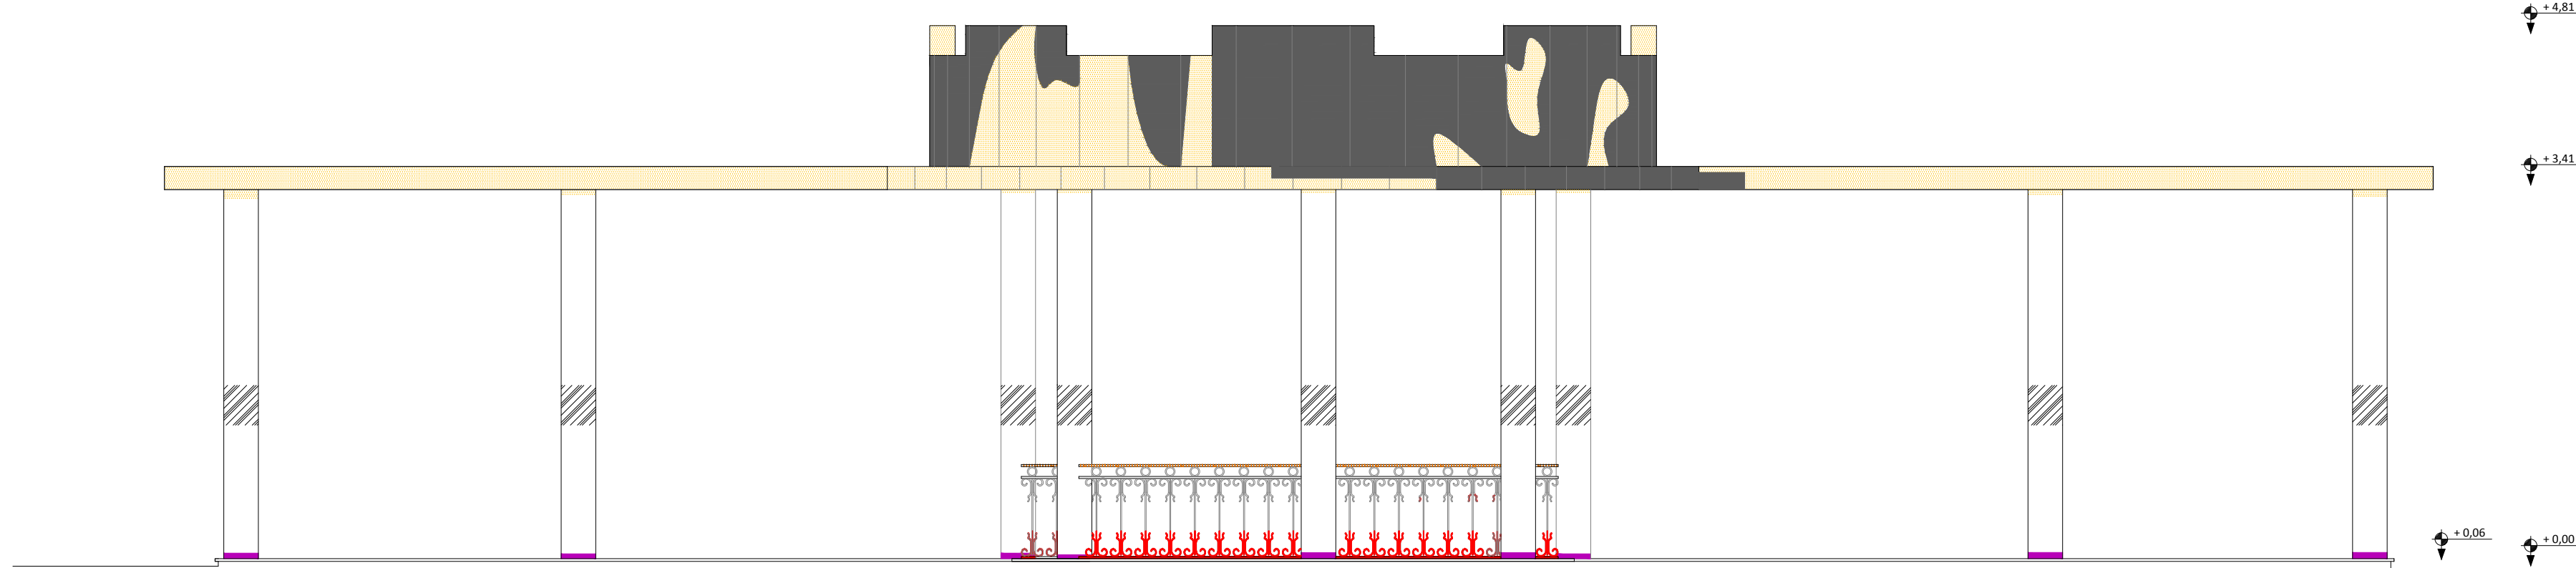 + 4,81
+ 3,41
+ 0,06
+ 0,00